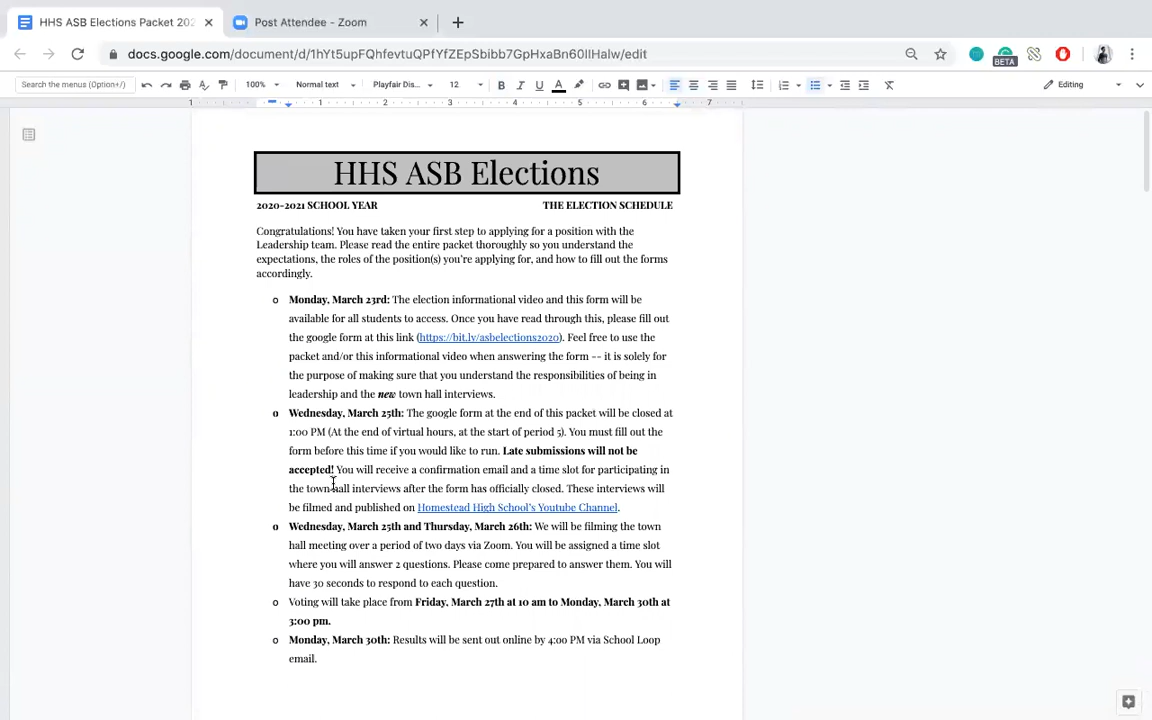 HHS ASB Elections Packet 202
Post Attendee - Zoom
docs.google.com/document/d/1hYt5upFQhfevtuQPfYfZEpSbibb7GpHxaBn60IIHalw/edit
BETA
Search the menus (Option+/)
100%
Normal text
Playfair Dis...
12
B I U A
Editing
1 1 2 3 4 5 6 7
HHS ASB Elections
2020-2021 SCHOOL YEAR THE ELECTION SCHEDULE
Congratulations! You have taken your first step to applying for a position with the
Leadership team. Please read the entire packet thoroughly so you understand the
expectations, the roles of the position(s) you're applying for, and how to fill out the forms
accordingly.
o Monday, March 23rd: The election informational video and this form will be
available for all students to access. Once you have read through this, please fill out
the google form at this link (https://bit.ly/asbelections2020). Feel free to use the
packet and/or this informational video when answering the form -- it is solely for
the purpose of making sure that you understand the responsibilities of being in
leadership and the new town hall interviews.
o Wednesday, March 25th: The google form at the end of this packet will be closed at
1:00 PM (At the end of virtual hours, at the start of period 5). You must fill out the
form before this time if you would like to run. Late submissions will not be
accepted! You will receive a confirmation email and a time slot for participating in
the town hall interviews after the form has officially closed. These interviews will
be filmed and published on Homestead High School's Youtube Channel.
o Wednesday, March 25th and Thursday, March 26th: We will be filming the town
hall meeting over a period of two days via Zoom. You will be assigned a time slot
where you will answer 2 questions. Please come prepared to answer them. You will
have 30 seconds to respond to each question.
o Voting will take place from Friday, March 27th at 10 am to Monday, March 30th at
3:00 pm.
o Monday, March 30th: Results will be sent out online by 4:00 PM via School Loop
email.